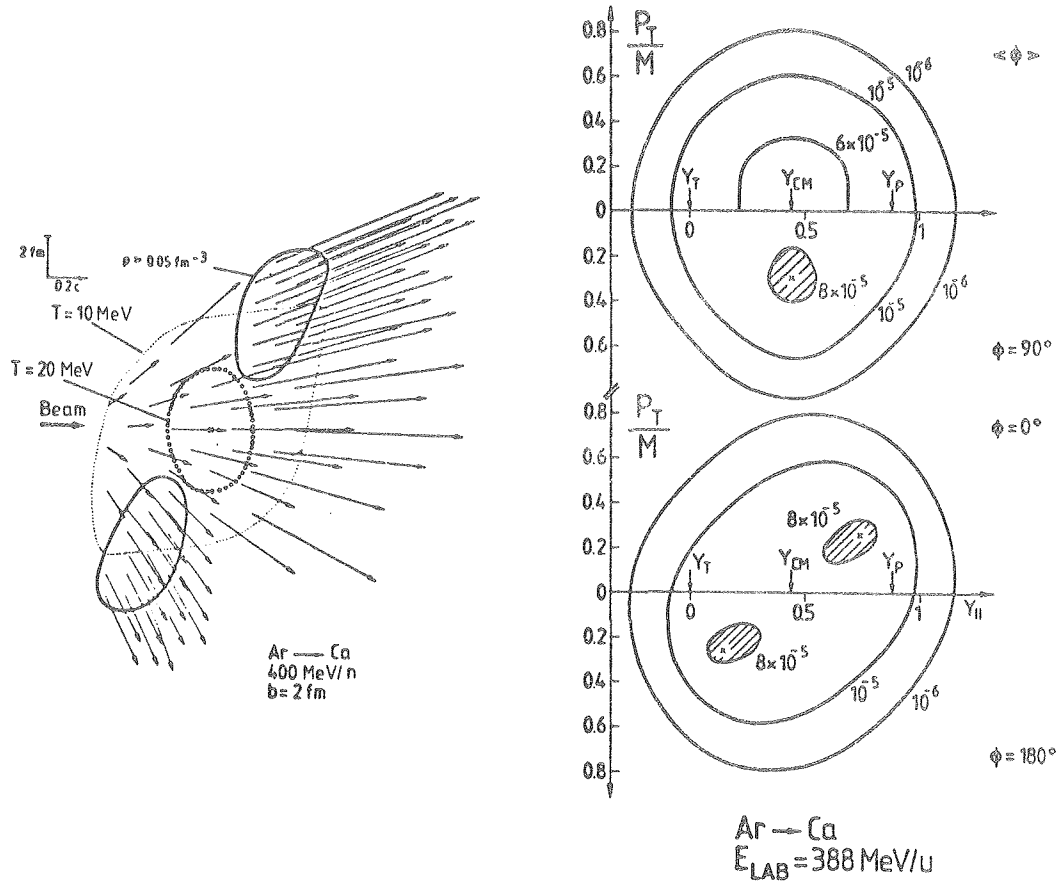 2 fm
0.2c
ρ > 0.05 fm⁻³
T = 10 MeV
T = 20 MeV
Beam
Ar → Ca
400 MeV/n
b = 2 fm
P_T/M
0.8
0.6
0.4
0.2
0
0.2
0.4
0.6
<ϕ>
10⁻⁵
10⁻⁶
6×10⁻⁵
Y_T
Y_CM
Y_P
0
0.5
1
8×10⁻⁵
10⁻⁵
10⁻⁶
ϕ = 90°
P_T/M
0.8
0.6
0.4
0.2
0
0.2
0.4
0.6
0.8
ϕ = 0°
8×10⁻⁵
Y_T
Y_CM
Y_P
0
0.5
1
Y_II
8×10⁻⁵
10⁻⁵
10⁻⁶
ϕ = 180°
Ar → Ca
E_LAB = 388 MeV/u